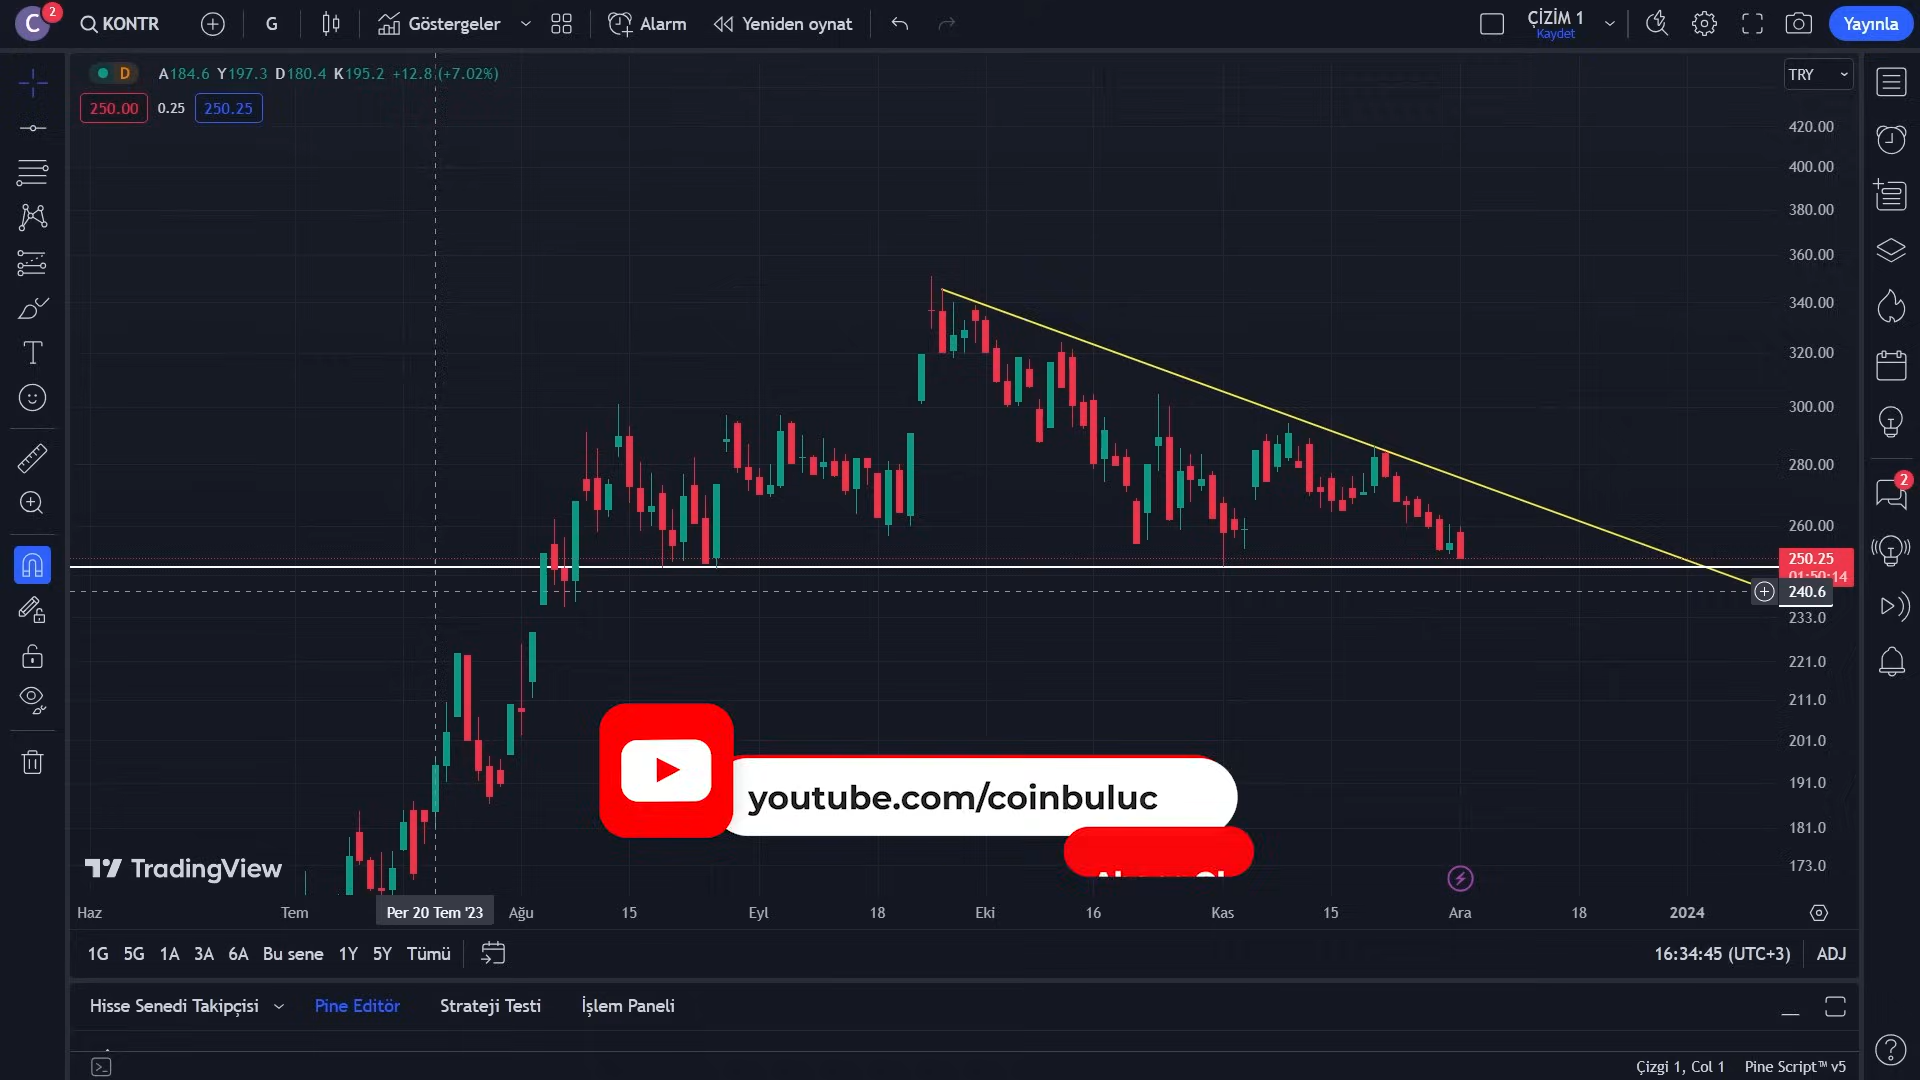 C 2 KONTR G Göstergeler Alarm Yeniden oynat ÇİZİM 1 Yayınla
Kaydet
D A184.6 Y197.3 D180.4 K195.2 +12.8 (+7.02%) TRY
250.00 0.25 250.25
420.00
400.00
380.00
360.00
340.00
320.00
300.00
280.00
2
260.00
250.25
01:50:14
240.6
233.0
221.0
211.0
201.0
191.0
youtube.com/coinbuluc
181.0
TradingView
173.0
Haz Tem Per 20 Tem '23 Ağu 15 Eyl 18 Eki 16 Kas 15 Ara 18 2024
1G 5G 1A 3A 6A Bu sene 1Y 5Y Tümü 16:34:45 (UTC+3) ADJ
Hisse Senedi Takipçisi Pine Editör Strateji Testi İşlem Paneli
Çizgi 1, Col 1 Pine Script™ v5